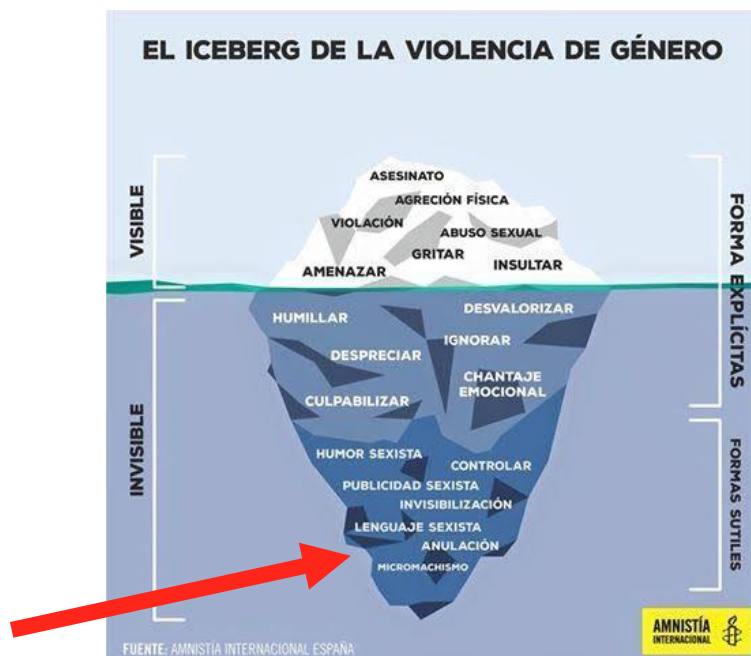 EL ICEBERG DE LA VIOLENCIA DE GÉNERO
VISIBLE
ASESINATO
AGRECIÓN FÍSICA
VIOLACIÓN
ABUSO SEXUAL
GRITAR
AMENAZAR
INSULTAR
FORMA EXPLÍCITAS
INVISIBLE
HUMILLAR
DESVALORIZAR
IGNORAR
DESPRECIAR
CHANTAJE
EMOCIONAL
CULPABILIZAR
HUMOR SEXISTA
CONTROLAR
PUBLICIDAD SEXISTA
INVISIBILIZACIÓN
LENGUAJE SEXISTA
ANULACIÓN
MICROMACHISMO
FORMAS SUTILES
AMNISTÍA
INTERNACIONAL
FUENTE: AMNISTÍA INTERNACIONAL ESPAÑA